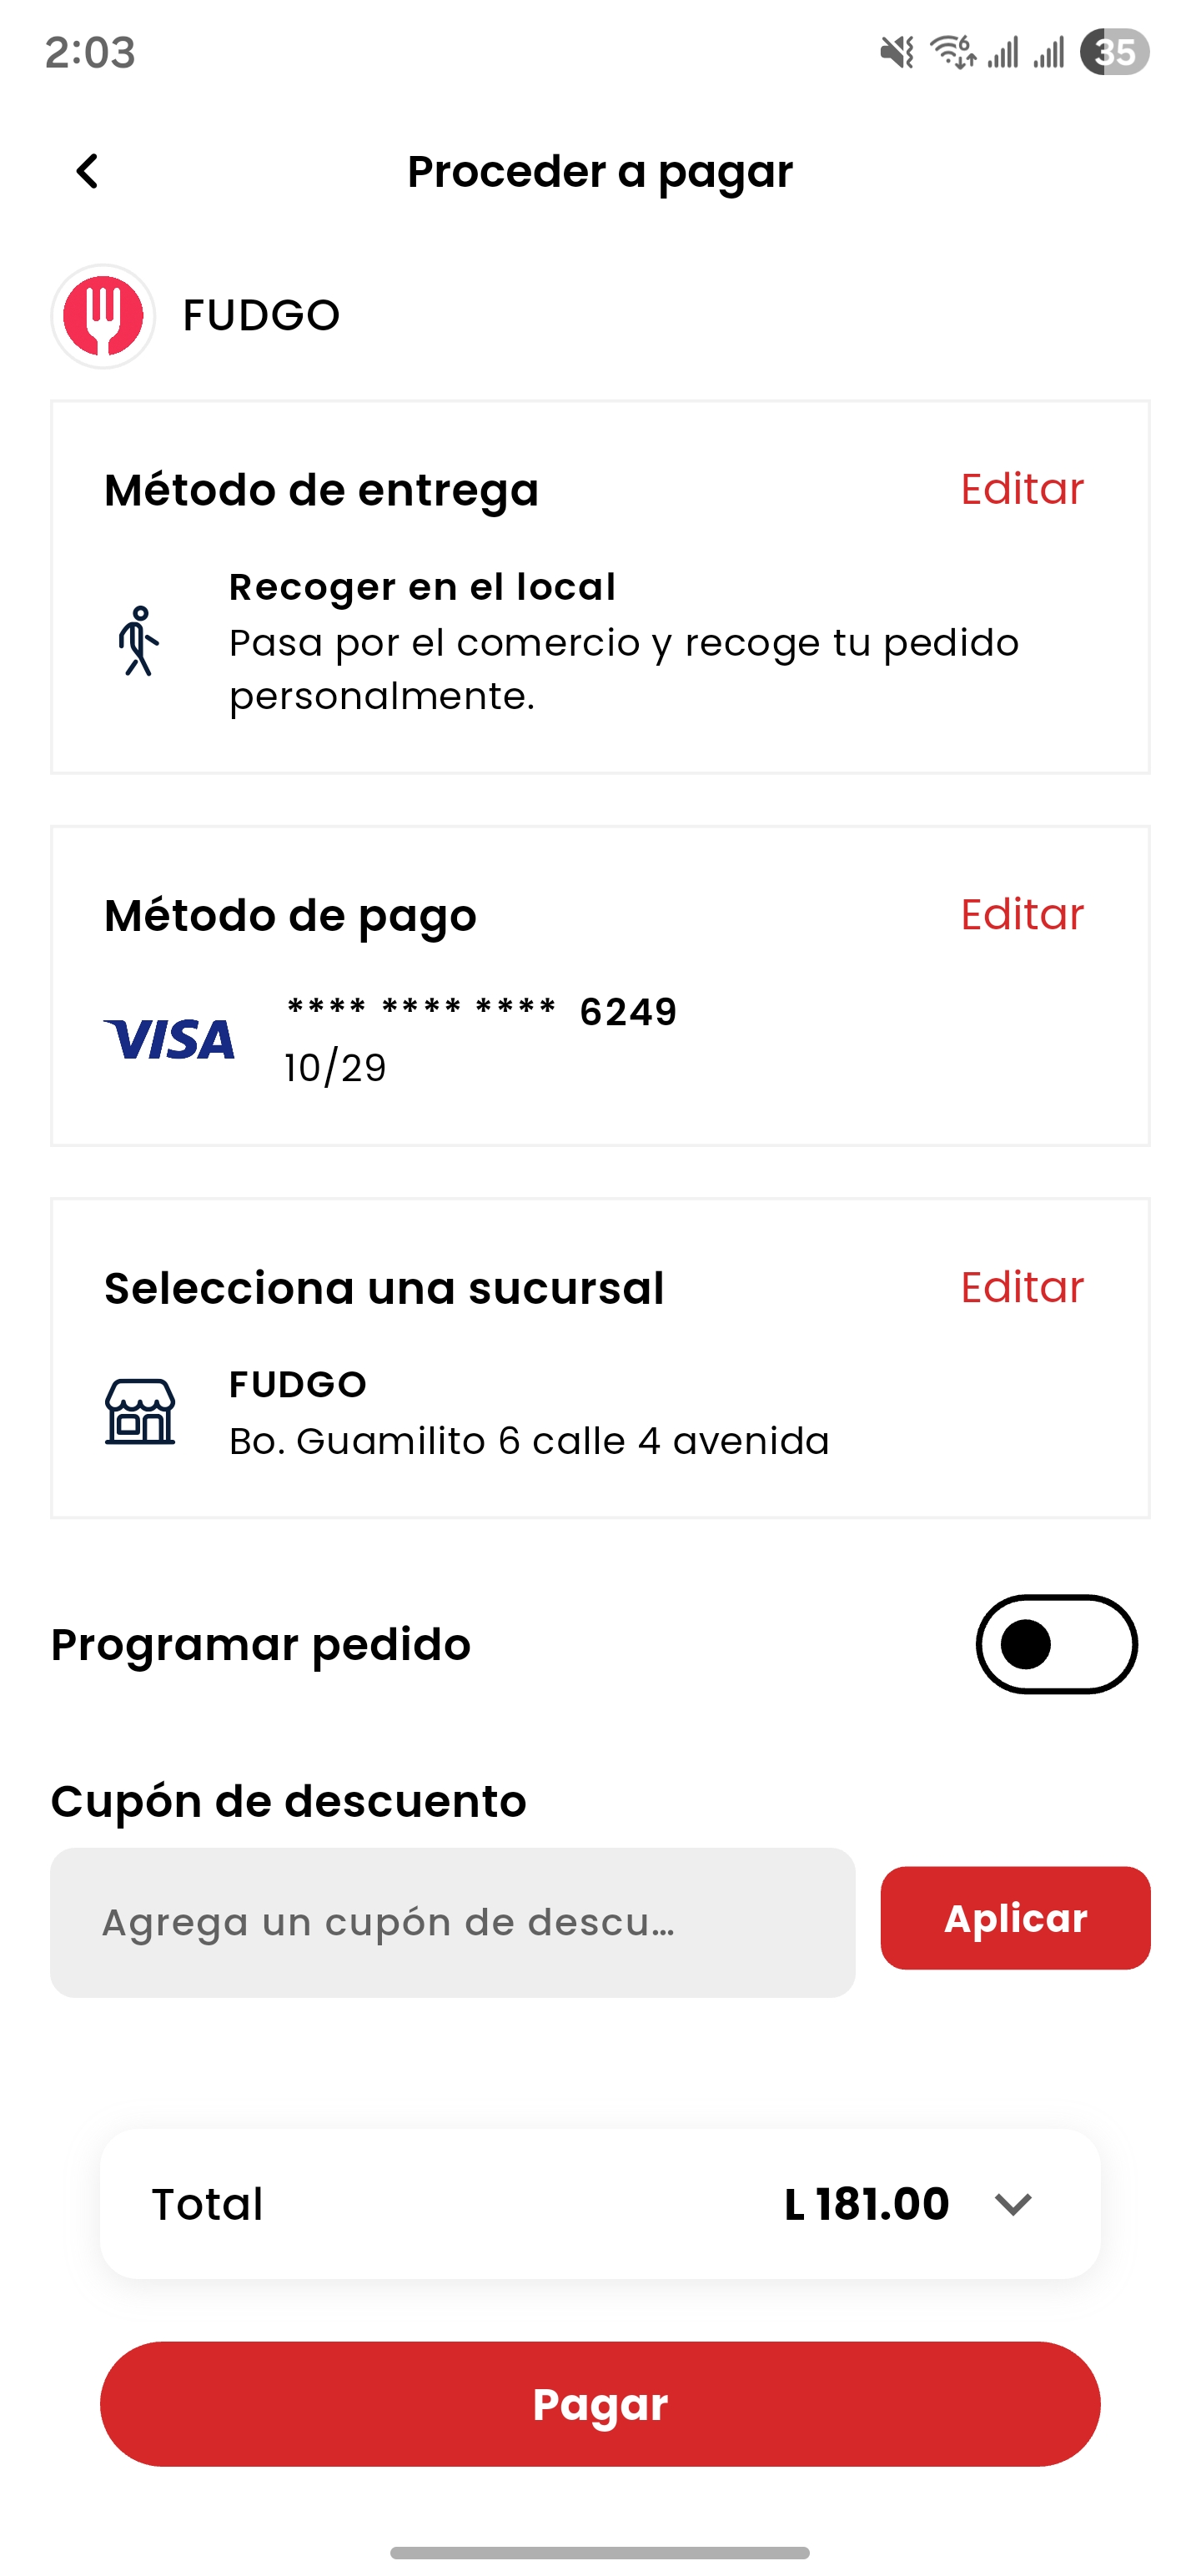 2:03
6
35
Proceder a pagar
FUDGO
Método de entrega
Editar
Recoger en el local
Pasa por el comercio y recoge tu pedido
personalmente.
Método de pago
Editar
VISA
**** **** **** 6249
10/29
Selecciona una sucursal
Editar
FUDGO
Bo. Guamilito 6 calle 4 avenida
Programar pedido
Cupón de descuento
Agrega un cupón de descu...
Aplicar
Total
L 181.00
Pagar